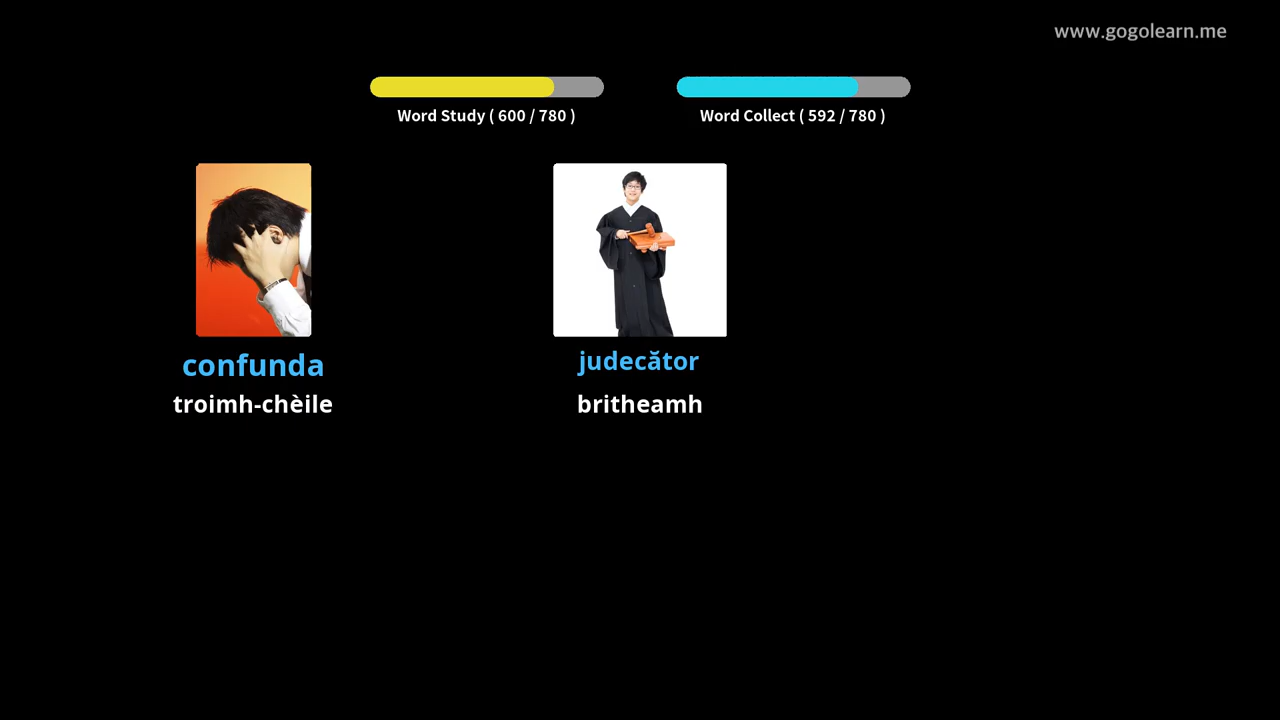 www.gogolearn.me
Word Study ( 600 / 780 )
Word Collect ( 592 / 780 )
confunda
troimh-chèile
judecător
britheamh